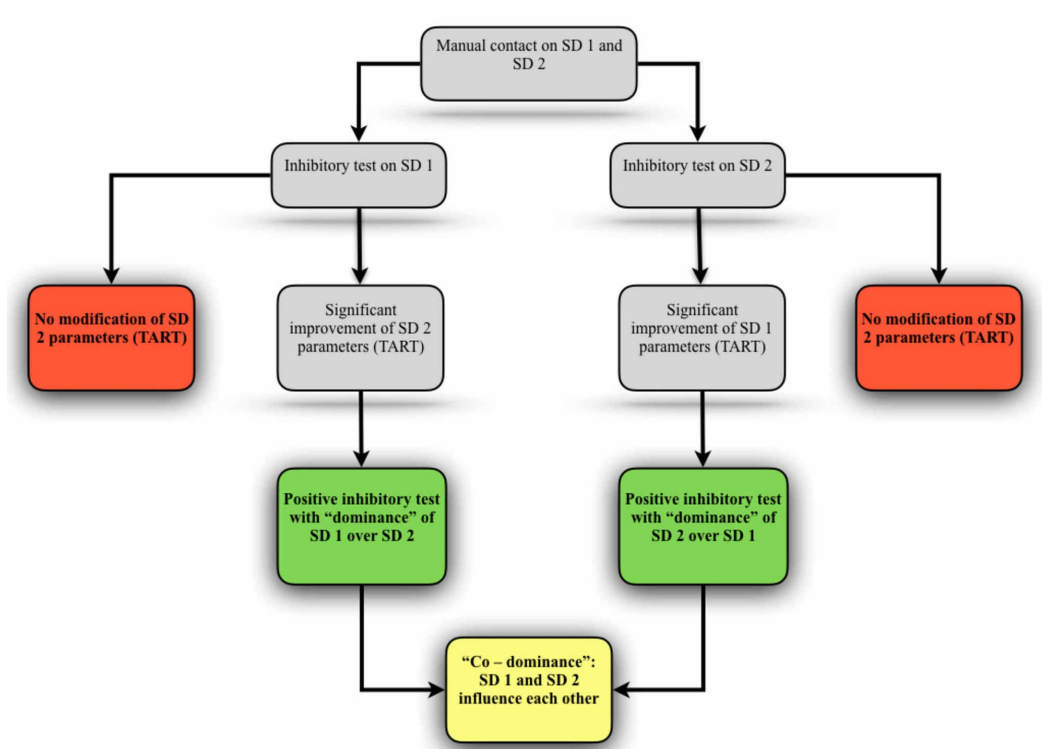 Manual contact on SD 1 and
SD 2
Inhibitory test on SD 1
Inhibitory test on SD 2
No modification of SD
2 parameters (TART)
Significant
improvement of SD 2
parameters (TART)
Significant
improvement of SD 1
parameters (TART)
No modification of SD
2 parameters (TART)
Positive inhibitory test
with “dominance” of
SD 1 over SD 2
Positive inhibitory test
with “dominance” of
SD 2 over SD 1
“Co – dominance”:
SD 1 and SD 2
influence each other